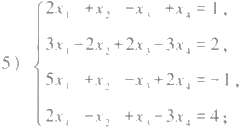 5) { 2x₁ + x₂ - x₃ + x₄ = 1,
3x₁ - 2x₂ + 2x₃ - 3x₄ = 2,
5x₁ + x₂ - x₃ + 2x₄ = -1,
2x₁ - x₂ + x₃ - 3x₄ = 4;